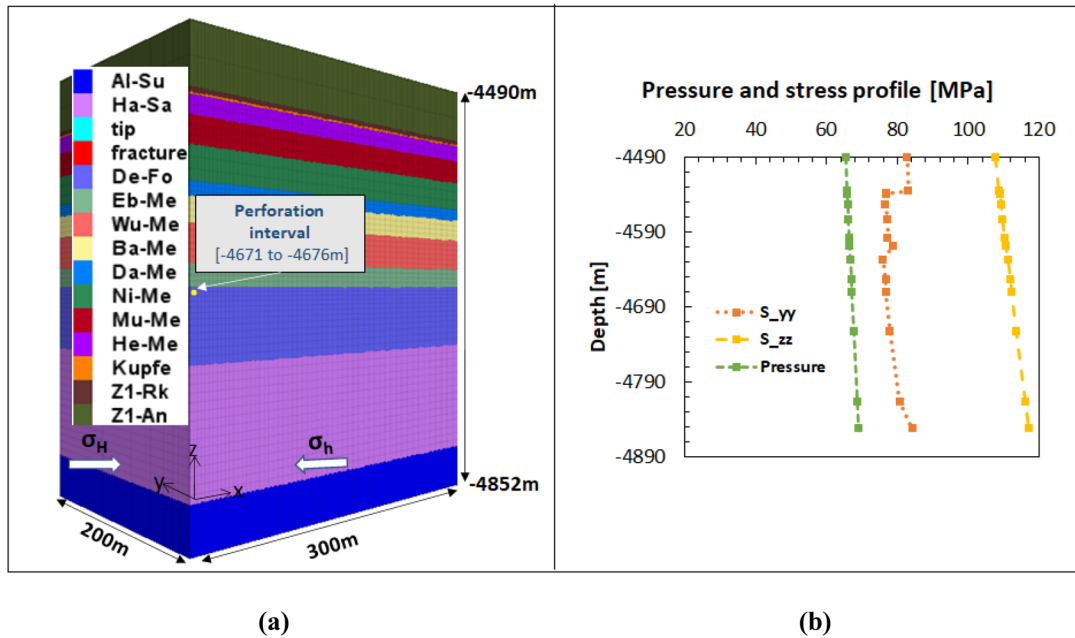 Al-Su
Ha-Sa
tip
fracture
De-Fo
Eb-Me
Wu-Me
Ba-Me
Da-Me
Ni-Me
Mu-Me
He-Me
Kupfe
Z1-Rk
Z1-An
-4490m
Perforation
interval
[-4671 to -4676m]
σH
σh
z
y
x
-4852m
200m
300m
Pressure and stress profile [MPa]
20 40 60 80 100 120
-4490
-4590
-4690
-4790
-4890
Depth [m]
S_yy
S_zz
Pressure
(a) (b)